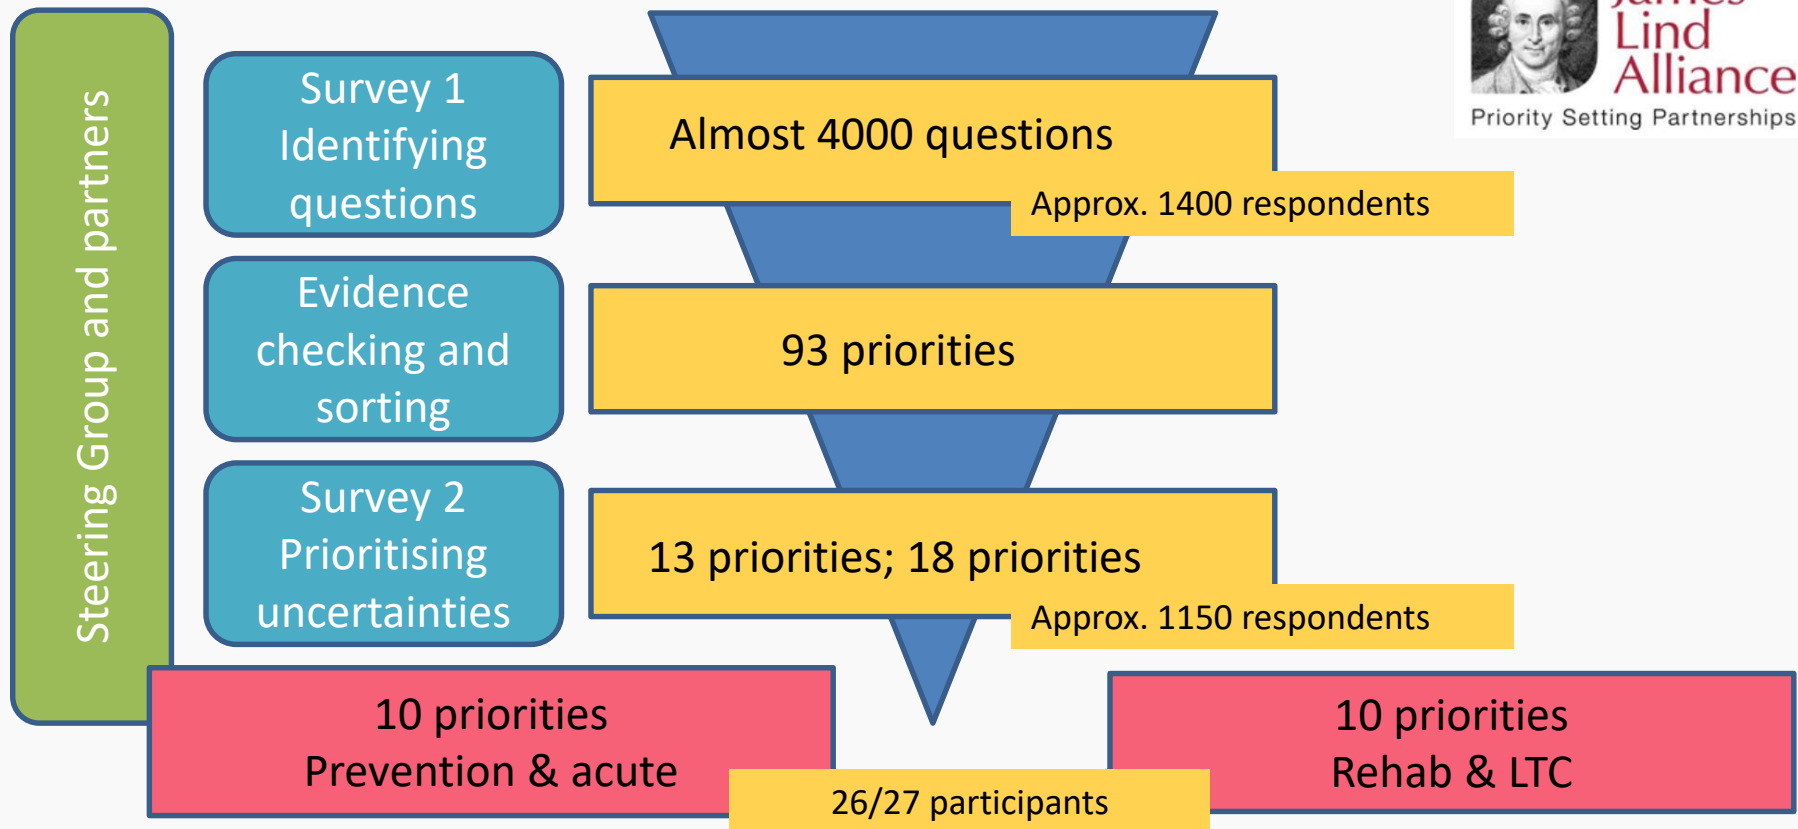 James
Lind
Alliance
Priority Setting Partnerships
Steering Group and partners
Survey 1
Identifying
questions
Almost 4000 questions
Approx. 1400 respondents
Evidence
checking and
sorting
93 priorities
Survey 2
Prioritising
uncertainties
13 priorities; 18 priorities
Approx. 1150 respondents
10 priorities
Prevention & acute
26/27 participants
10 priorities
Rehab & LTC